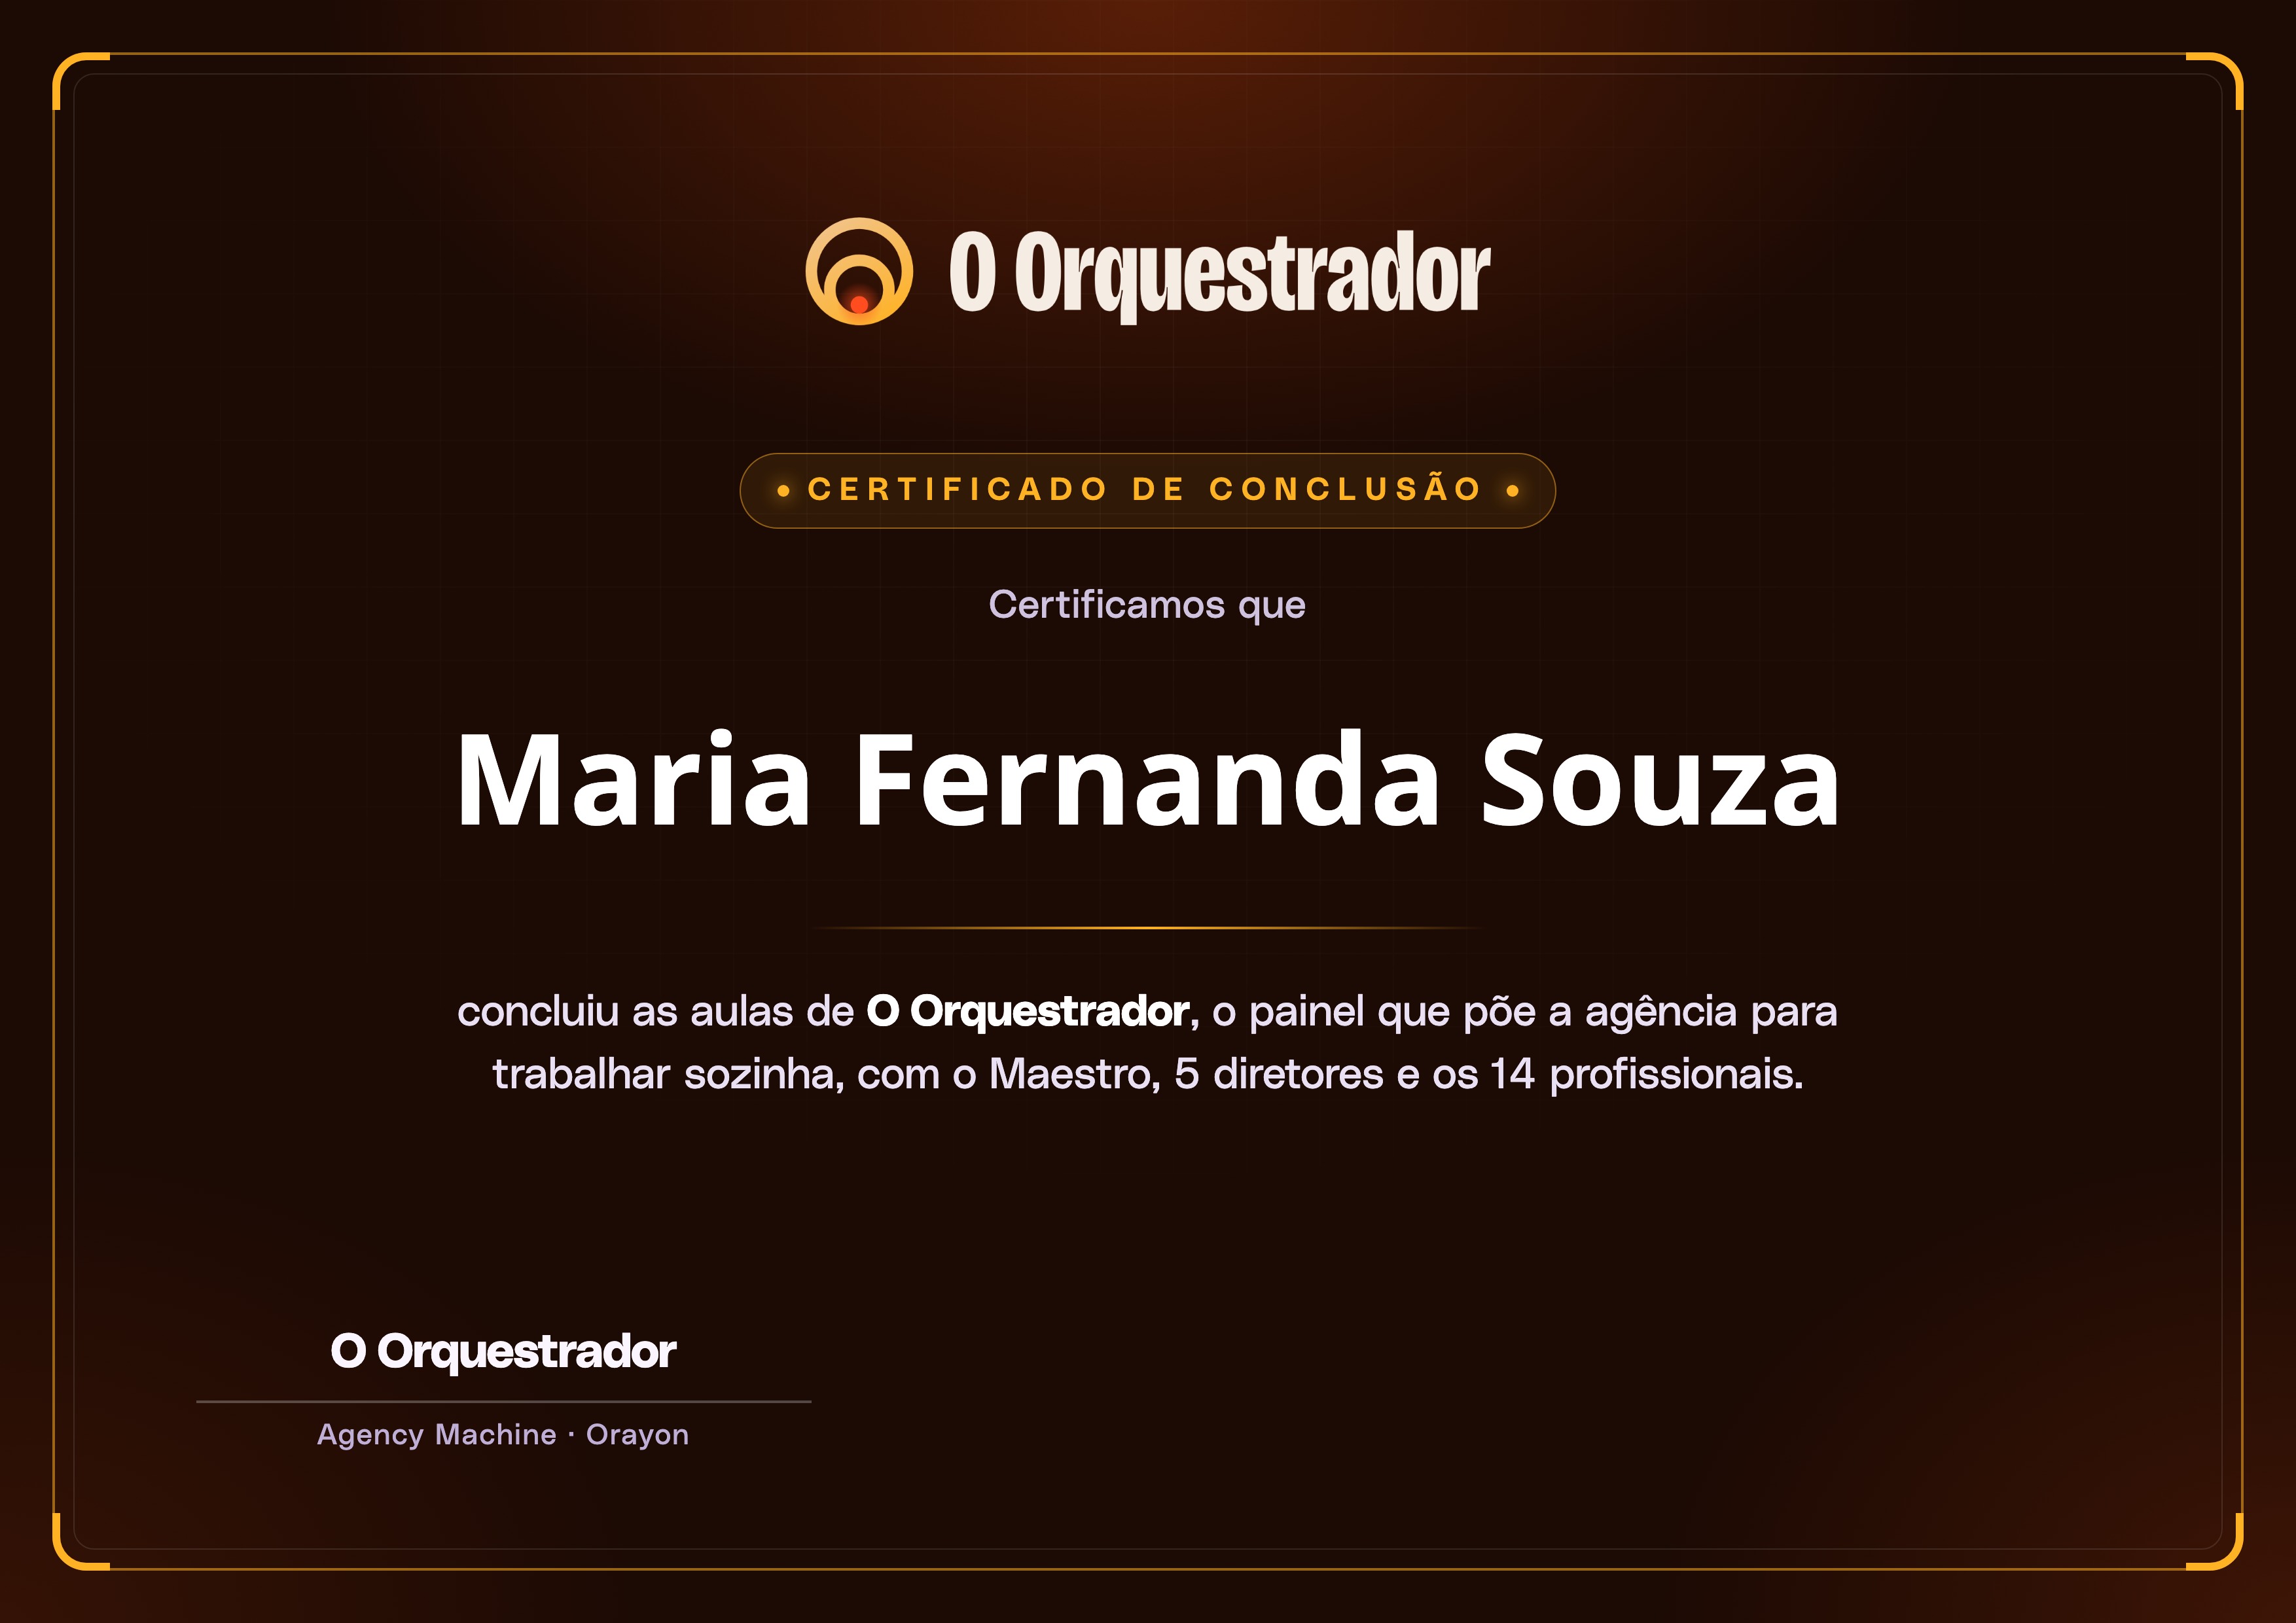 O Orquestrador
CERTIFICADO DE CONCLUSÃO
Certificamos que
Maria Fernanda Souza
concluiu as aulas de O Orquestrador, o painel que põe a agência para
trabalhar sozinha, com o Maestro, 5 diretores e os 14 profissionais.
O Orquestrador
Agency Machine · Orayon